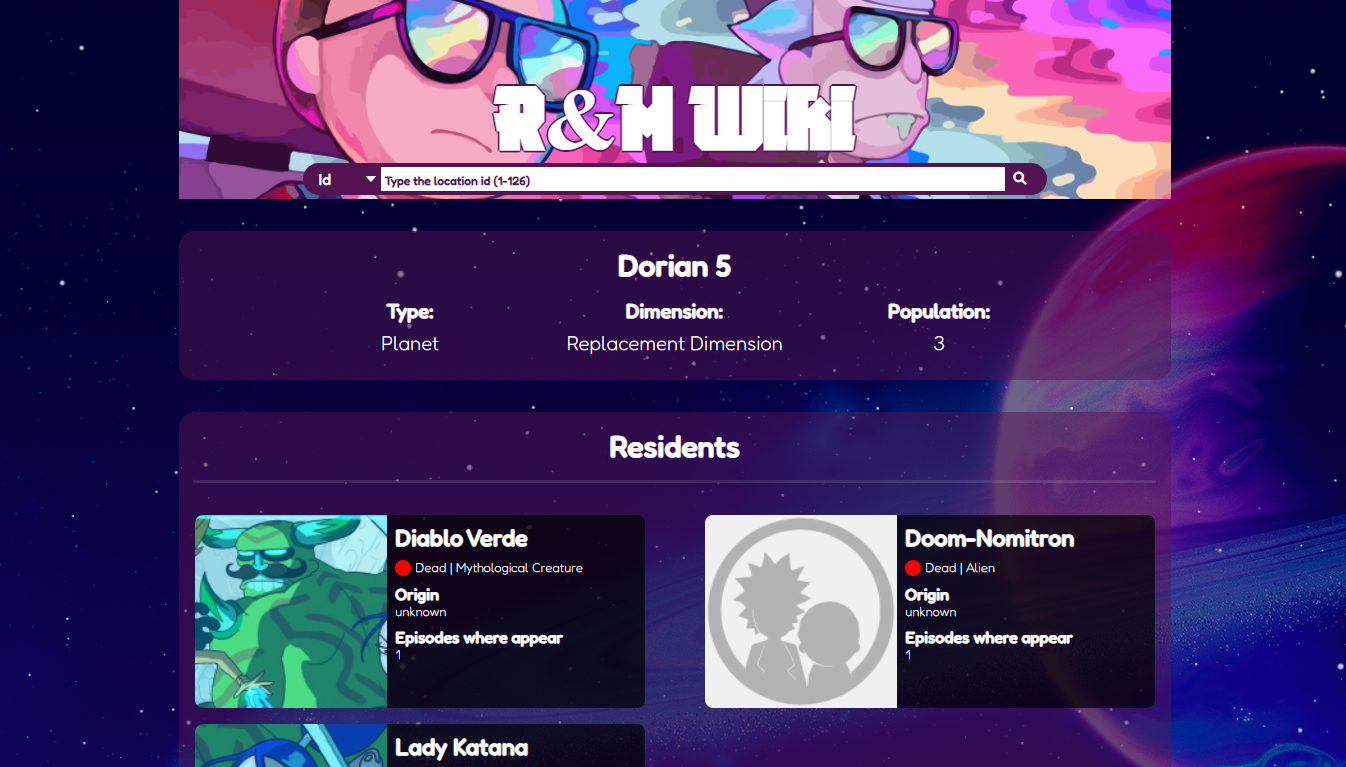 R&M WIKI
Id
Type the location id (1-126)
Dorian 5
Type: Dimension: Population:
Planet Replacement Dimension 3
Residents
Diablo Verde
Dead | Mythological Creature
Origin
unknown
Episodes where appear
1
Doom-Nomitron
Dead | Alien
Origin
unknown
Episodes where appear
1
Lady Katana